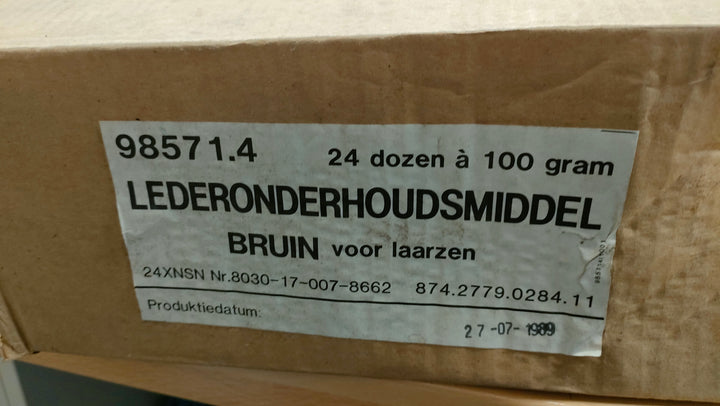 98571.4 24 dozen à 100 gram
LEDERONDERHOUDSMIDDEL
BRUIN voor laarzen
24XNSN Nr.8030-17-007-8662 874.2779.0284.11
Produktiedatum: 27-07-1989